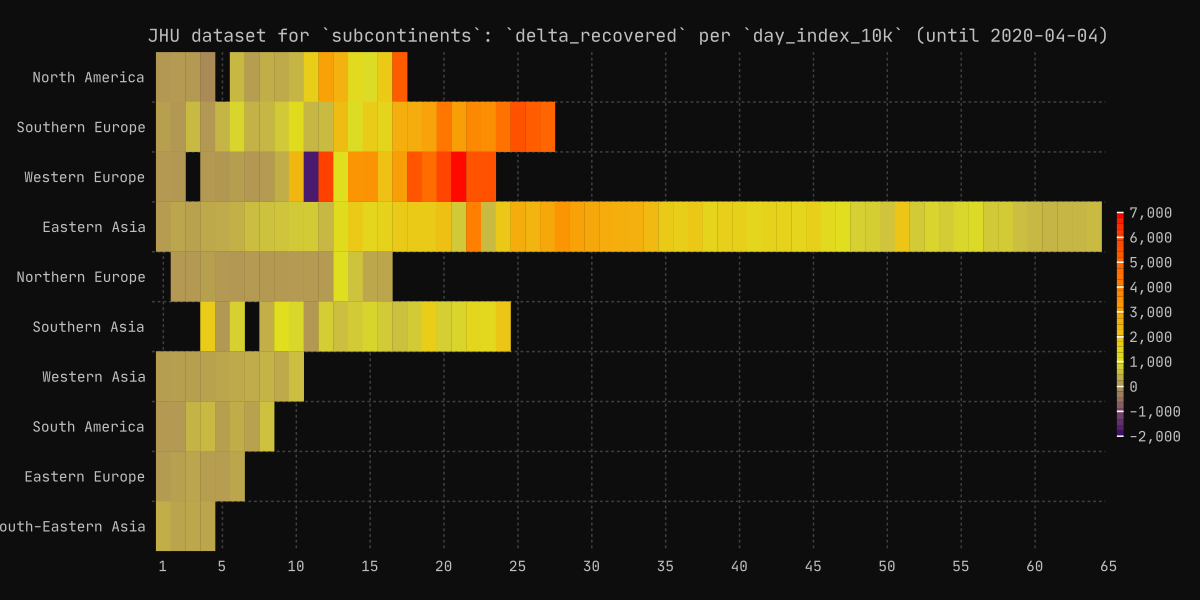 JHU dataset for `subcontinents`: `delta_recovered` per `day_index_10k` (until 2020-04-04)
North America
Southern Europe
Western Europe
Eastern Asia
Northern Europe
Southern Asia
Western Asia
South America
Eastern Europe
outh-Eastern Asia
7,000
6,000
5,000
4,000
3,000
2,000
1,000
0
-1,000
-2,000
1 5 10 15 20 25 30 35 40 45 50 55 60 65